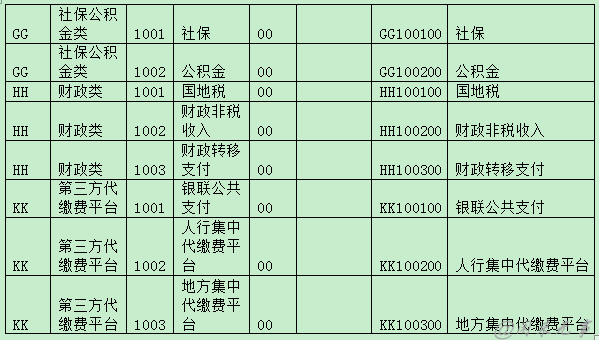 GG 社保公积金类 1001 社保 00 GG100100 社保
GG 社保公积金类 1002 公积金 00 GG100200 公积金
HH 财政类 1001 国地税 00 HH100100 国地税
HH 财政类 1002 财政非税收入 00 HH100200 财政非税收入
HH 财政类 1003 财政转移支付 00 HH100300 财政转移支付
KK 第三方代缴费平台 1001 银联公共支付 00 KK100100 银联公共支付
KK 第三方代缴费平台 1002 人行集中代缴费平台 00 KK100200 人行集中代缴费平台
KK 第三方代缴费平台 1003 地方集中代缴费平台 00 KK100300 地方集中代缴费平台